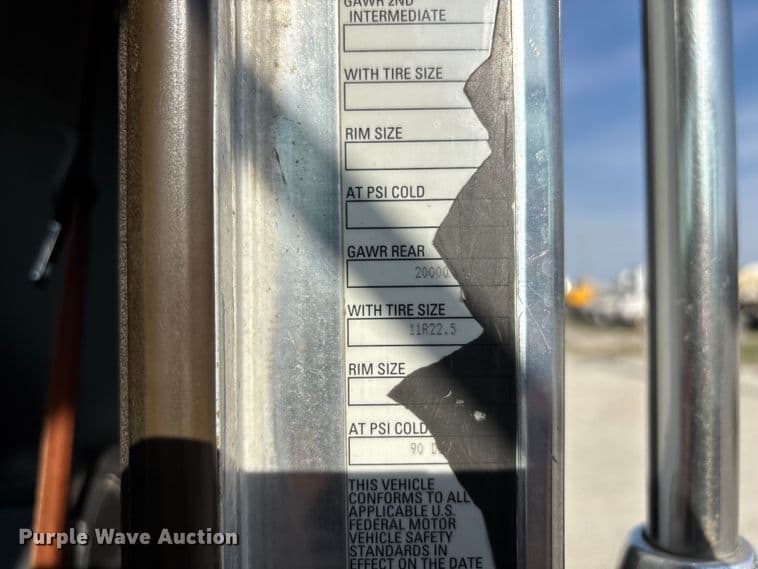 GAWR 2ND
INTERMEDIATE
WITH TIRE SIZE
RIM SIZE
AT PSI COLD
GAWR REAR
20000
WITH TIRE SIZE
11R22.5
RIM SIZE
AT PSI COLD
90
THIS VEHICLE
CONFORMS TO ALL
APPLICABLE U.S.
FEDERAL MOTOR
VEHICLE SAFETY
STANDARDS IN
EFFECT ON THE DATE
Purple Wave Auction